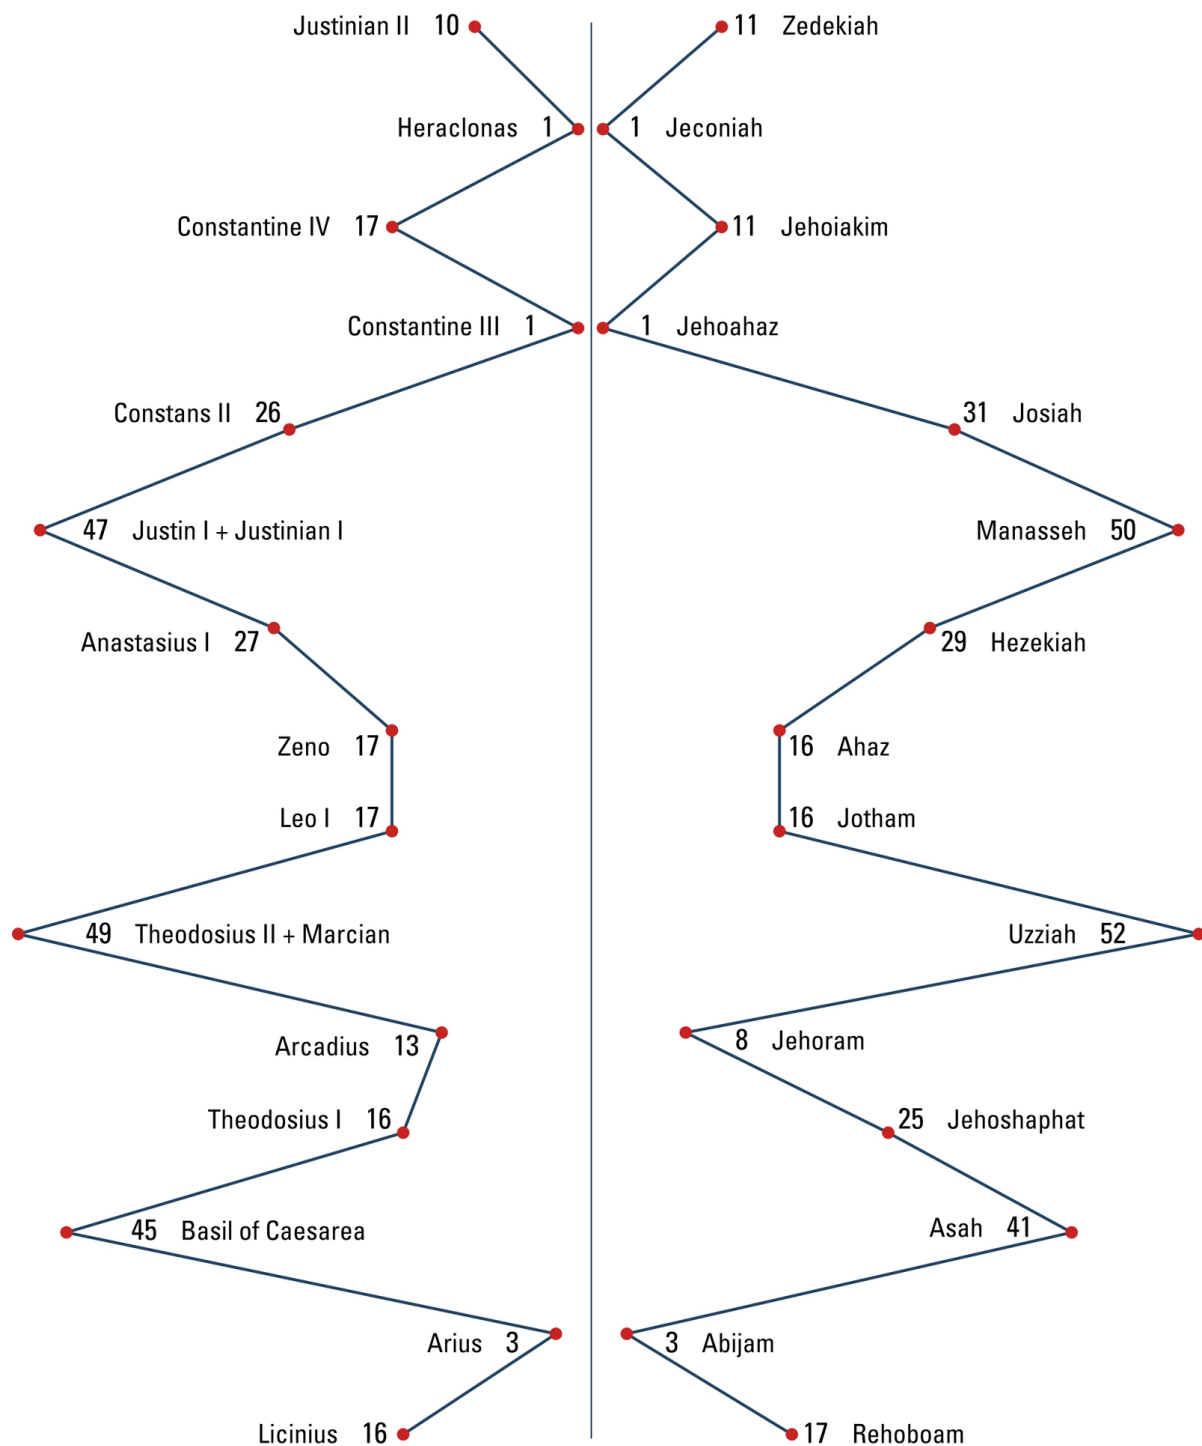 Justinian II 10 11 Zedekiah
Heraclonas 1 1 Jeconiah
Constantine IV 17 11 Jehoiakim
Constantine III 1 1 Jehoahaz
Constans II 26 31 Josiah
47 Justin I + Justinian I Manasseh 50
Anastasius I 27 29 Hezekiah
Zeno 17 16 Ahaz
Leo I 17 16 Jotham
49 Theodosius II + Marcian Uzziah 52
Arcadius 13 8 Jehoram
Theodosius I 16 25 Jehoshaphat
45 Basil of Caesarea Asah 41
Arius 3 3 Abijam
Licinius 16 17 Rehoboam